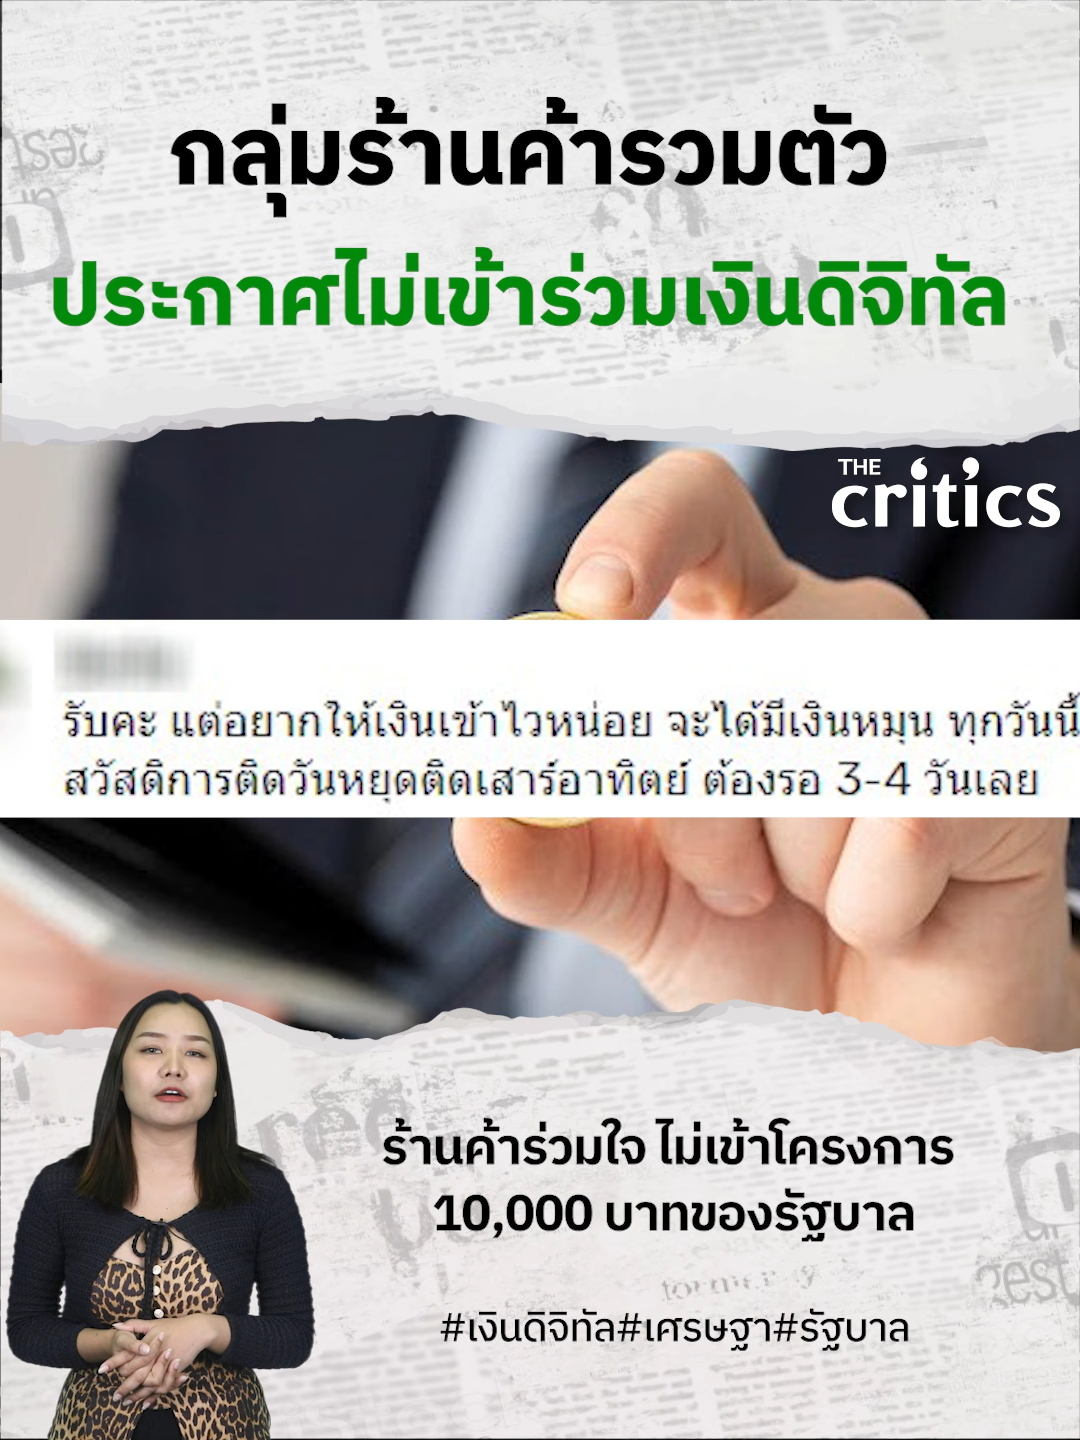 กลุ่มร้านค้ารวมตัว
ประกาศไม่เข้าร่วมเงินดิจิทัล
THE
critics
รับคะ แต่อยากให้เงินเข้าไวหน่อย จะได้มีเงินหมุน ทุกวันนี้
สวัสดิการติดวันหยุดติดเสาร์อาทิตย์ ต้องรอ 3-4 วันเลย
ร้านค้าร่วมใจ ไม่เข้าโครงการ
10,000 บาทของรัฐบาล
#เงินดิจิทัล#เศรษฐา#รัฐบาล